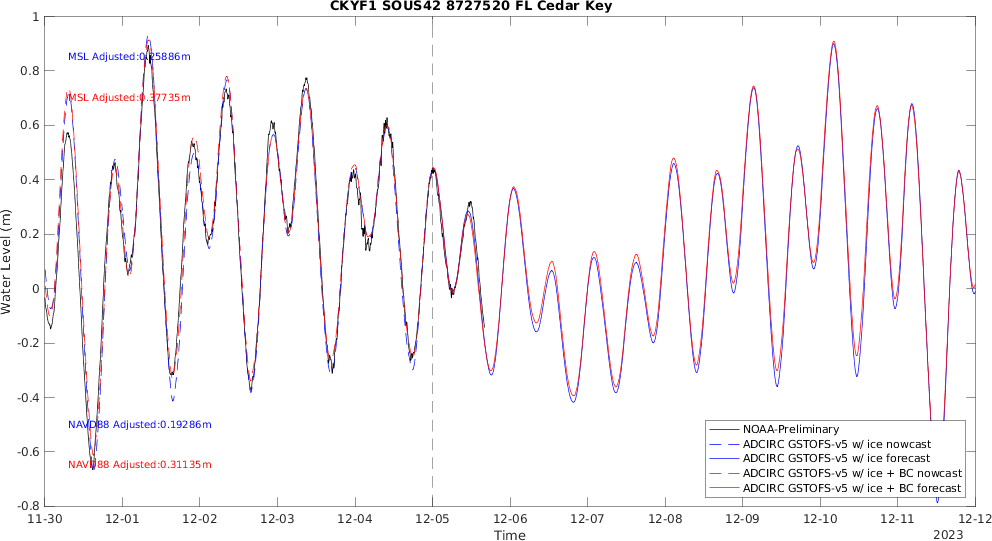 CKYF1 SOUS42 8727520 FL Cedar Key
1
0.8
0.6
0.4
0.2
0
-0.2
-0.4
-0.6
-0.8
Water Level (m)
MSL Adjusted:0.25886m
MSL Adjusted:0.37735m
NAVD88 Adjusted:0.19286m
NAVD88 Adjusted:0.31135m
NOAA-Preliminary
ADCIRC GSTOFS-v5 w/ ice nowcast
ADCIRC GSTOFS-v5 w/ ice forecast
ADCIRC GSTOFS-v5 w/ ice + BC nowcast
ADCIRC GSTOFS-v5 w/ ice + BC forecast
11-30 12-01 12-02 12-03 12-04 12-05 12-06 12-07 12-08 12-09 12-10 12-11 12-12
Time
2023